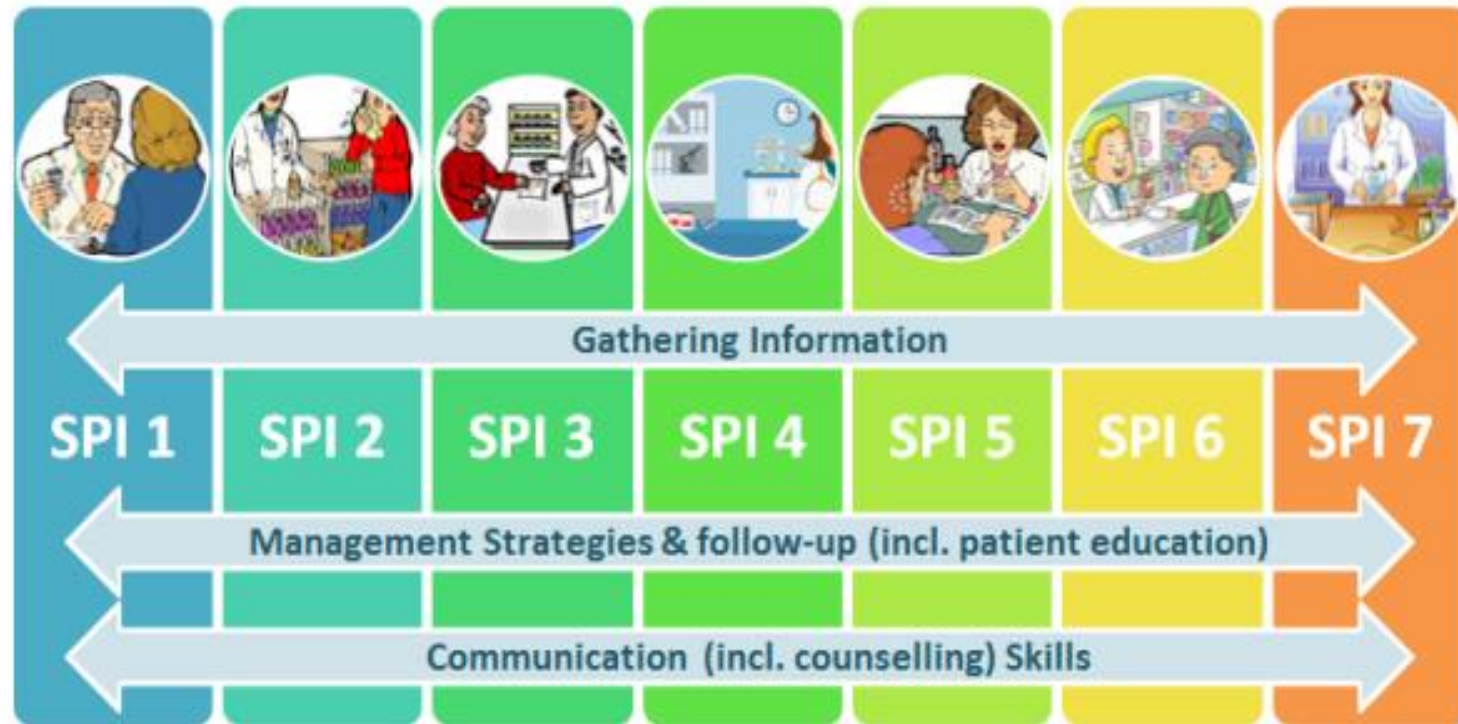 Gathering Information
SPI 1 SPI 2 SPI 3 SPI 4 SPI 5 SPI 6 SPI 7
Management Strategies & follow-up (incl. patient education)
Communication (incl. counselling) Skills